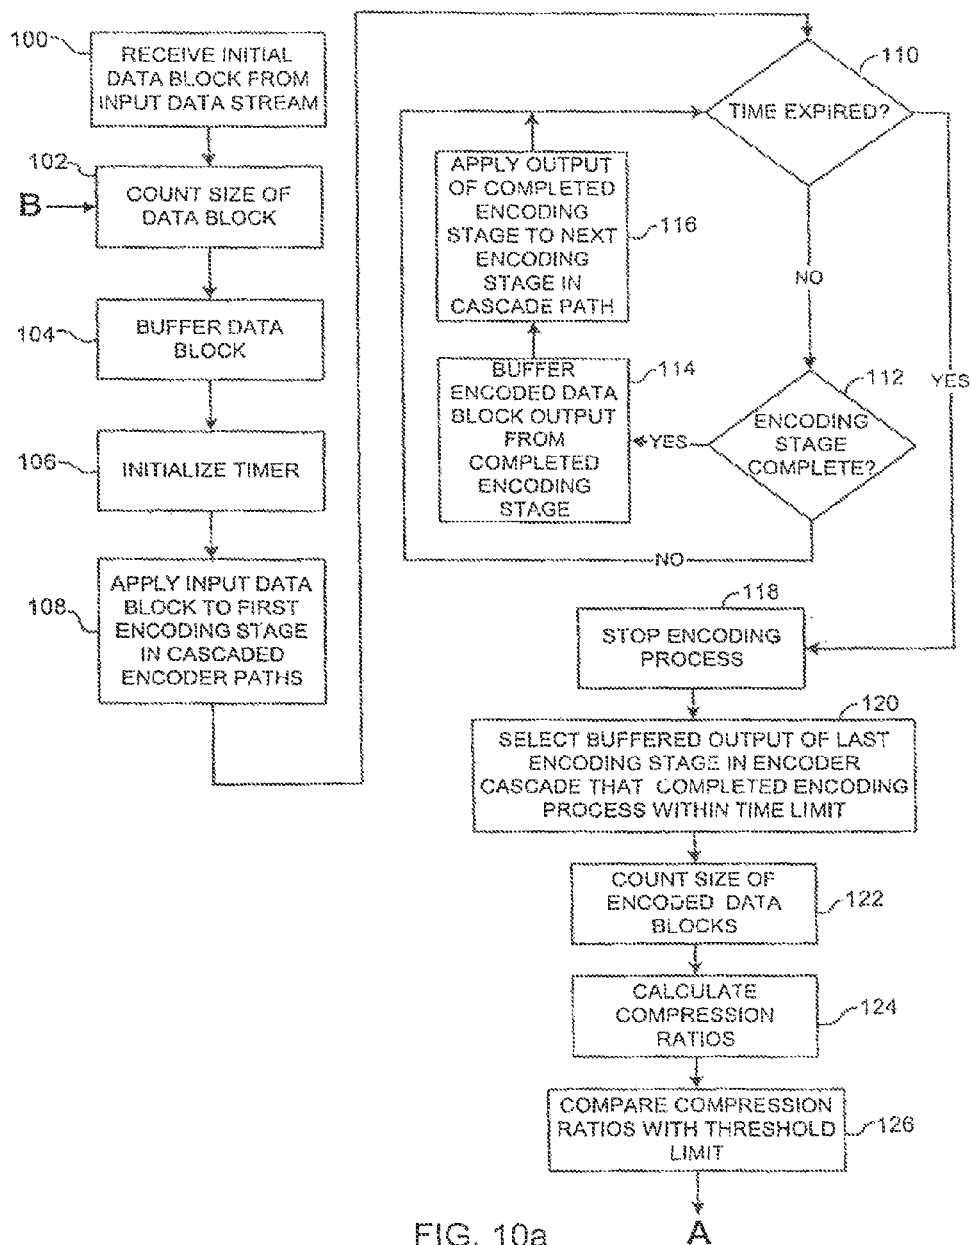 100
RECEIVE INITIAL
DATA BLOCK FROM
INPUT DATA STREAM
102
B
COUNT SIZE OF
DATA BLOCK
104
BUFFER DATA
BLOCK
106
INITIALIZE TIMER
108
APPLY INPUT DATA
BLOCK TO FIRST
ENCODING STAGE
IN CASCADED
ENCODER PATHS
110
TIME EXPIRED?
NO
YES
112
ENCODING
STAGE
COMPLETE?
YES
NO
114
BUFFER
ENCODED DATA
BLOCK OUTPUT
FROM
COMPLETED
ENCODING
STAGE
116
APPLY OUTPUT
OF COMPLETED
ENCODING
STAGE TO NEXT
ENCODING
STAGE IN
CASCADE PATH
118
STOP ENCODING
PROCESS
120
SELECT BUFFERED OUTPUT OF LAST
ENCODING STAGE IN ENCODER
CASCADE THAT COMPLETED ENCODING
PROCESS WITHIN TIME LIMIT
COUNT SIZE OF
ENCODED DATA
BLOCKS
122
CALCULATE
COMPRESSION
RATIOS
124
COMPARE COMPRESSION
RATIOS WITH THRESHOLD
LIMIT
126
A
FIG. 10a